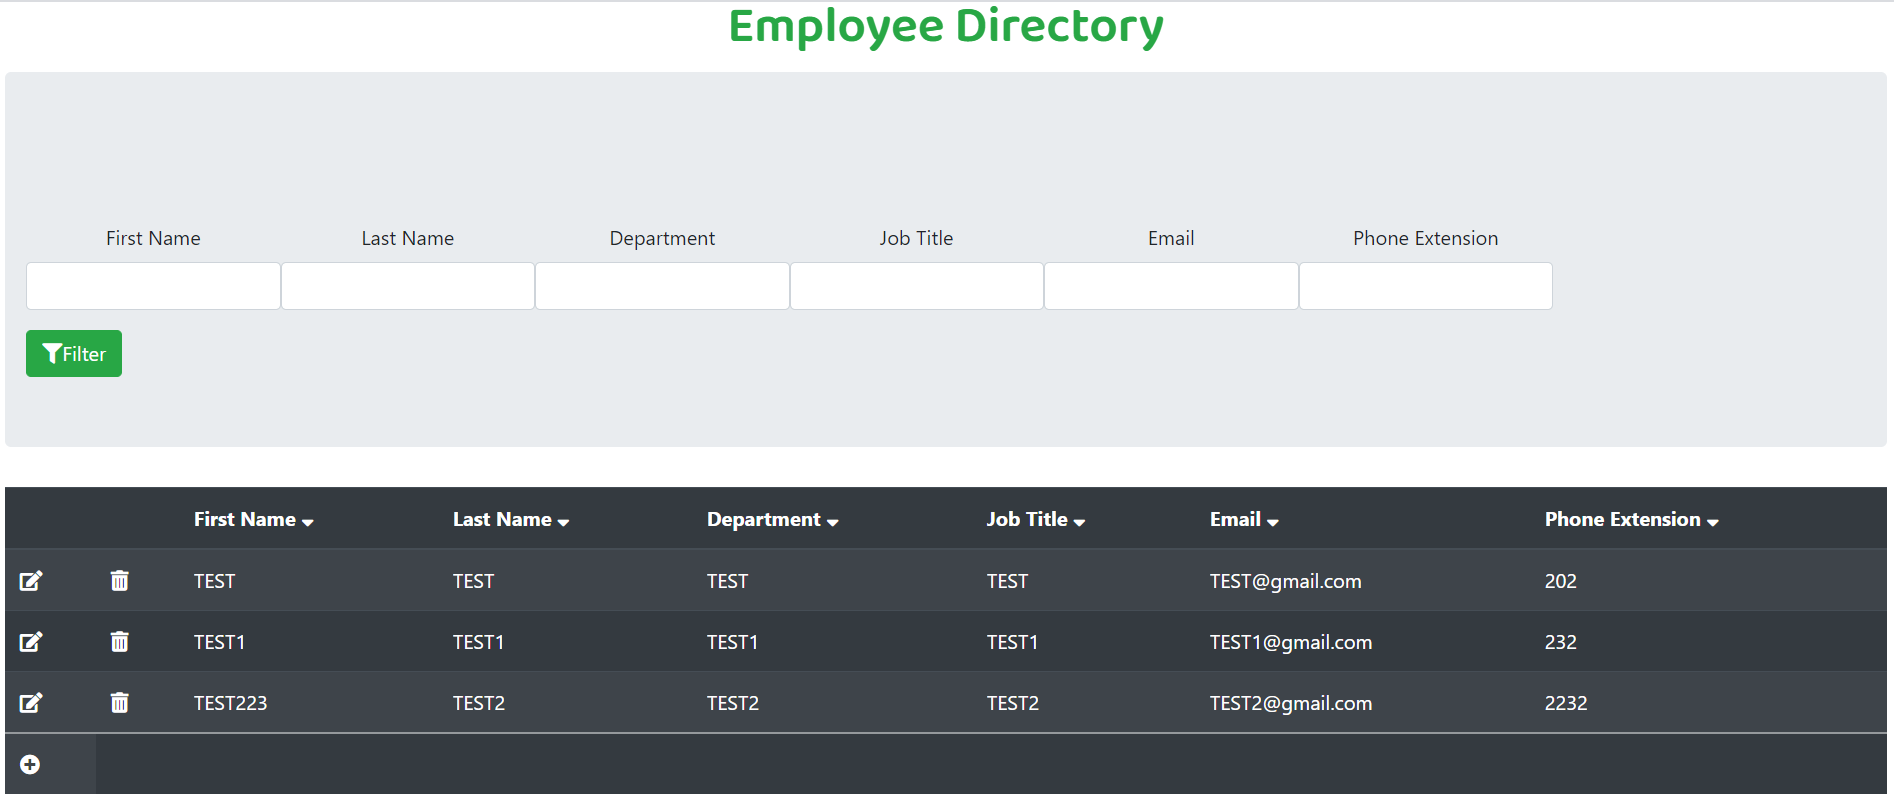 Employee Directory
First Name Last Name Department Job Title Email Phone Extension
Filter
First Name Last Name Department Job Title Email Phone Extension
TEST TEST TEST TEST TEST@gmail.com 202
TEST1 TEST1 TEST1 TEST1 TEST1@gmail.com 232
TEST223 TEST2 TEST2 TEST2 TEST2@gmail.com 2232